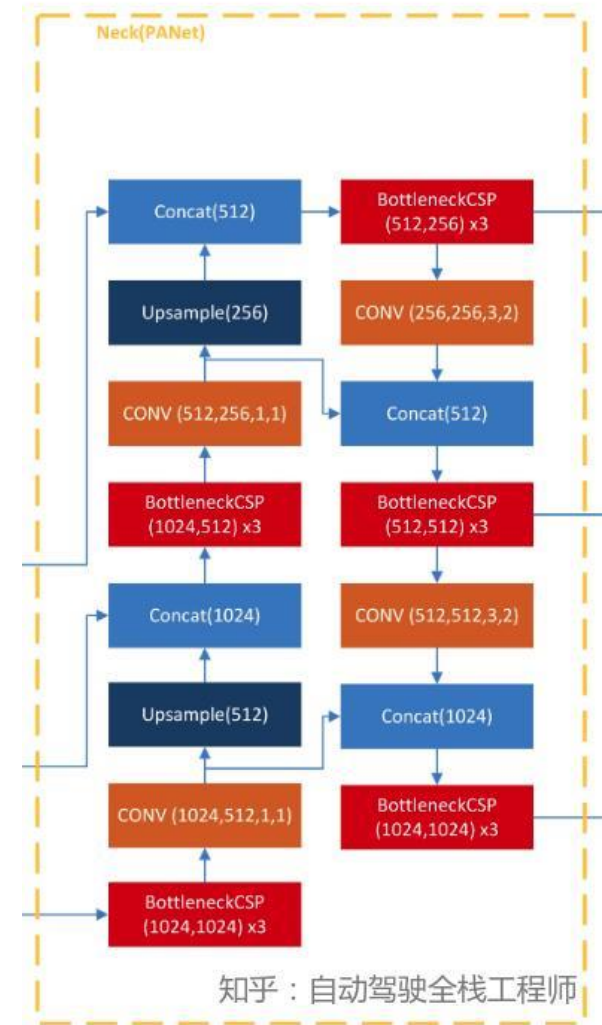 Neck(PANet)
Concat(512)
Upsample(256)
CONV (512,256,1,1)
BottleneckCSP
(1024,512) x3
Concat(1024)
Upsample(512)
CONV (1024,512,1,1)
BottleneckCSP
(1024,1024) x3
BottleneckCSP
(512,256) x3
CONV (256,256,3,2)
Concat(512)
BottleneckCSP
(512,512) x3
CONV (512,512,3,2)
Concat(1024)
BottleneckCSP
(1024,1024) x3
知乎：自动驾驶全栈工程师